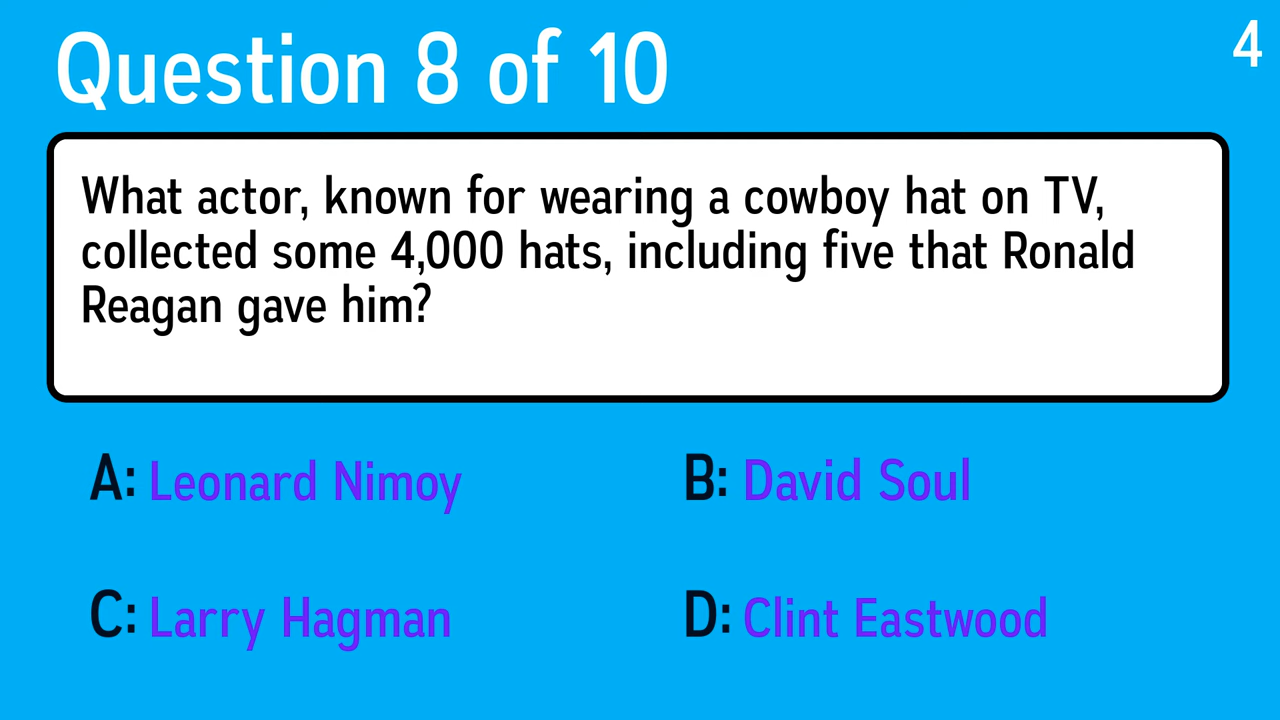 Question 8 of 10
4
What actor, known for wearing a cowboy hat on TV,
collected some 4,000 hats, including five that Ronald
Reagan gave him?
A: Leonard Nimoy
B: David Soul
C: Larry Hagman
D: Clint Eastwood